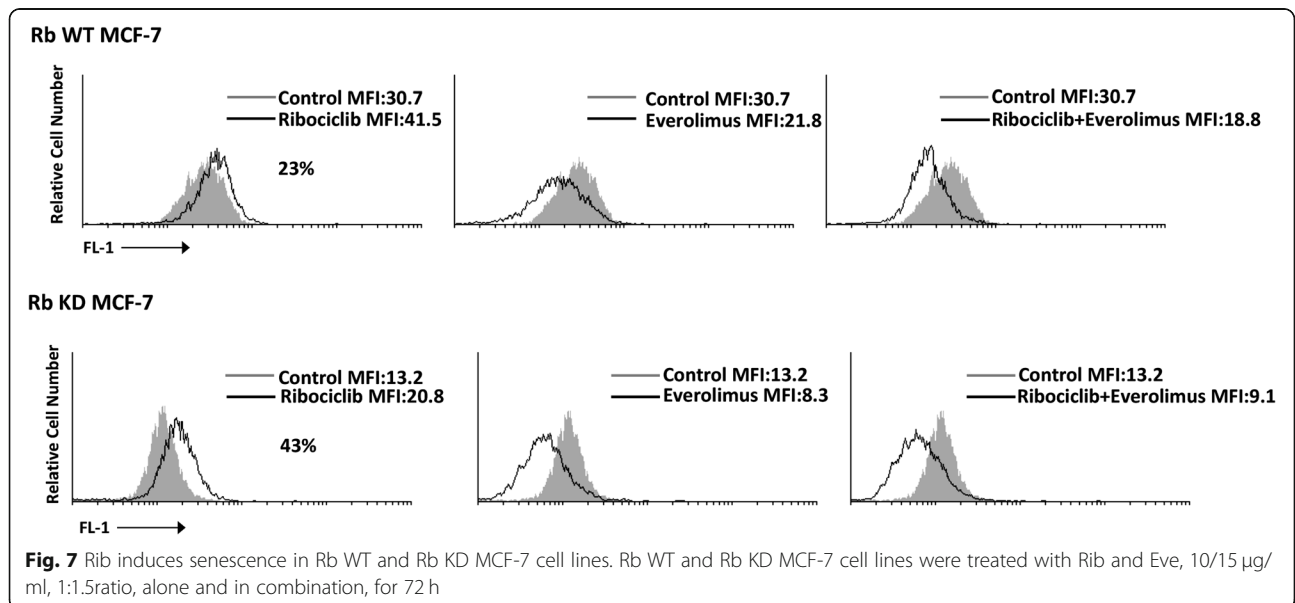 Rb WT MCF-7
Relative Cell Number
Control MFI:30.7
Ribociclib MFI:41.5
23%
FL-1
Control MFI:30.7
Everolimus MFI:21.8
Control MFI:30.7
Ribociclib+Everolimus MFI:18.8
Rb KD MCF-7
Relative Cell Number
Control MFI:13.2
Ribociclib MFI:20.8
43%
FL-1
Control MFI:13.2
Everolimus MFI:8.3
Control MFI:13.2
Ribociclib+Everolimus MFI:9.1
Fig. 7 Rib induces senescence in Rb WT and Rb KD MCF-7 cell lines. Rb WT and Rb KD MCF-7 cell lines were treated with Rib and Eve, 10/15 μg/
ml, 1:1.5ratio, alone and in combination, for 72 h